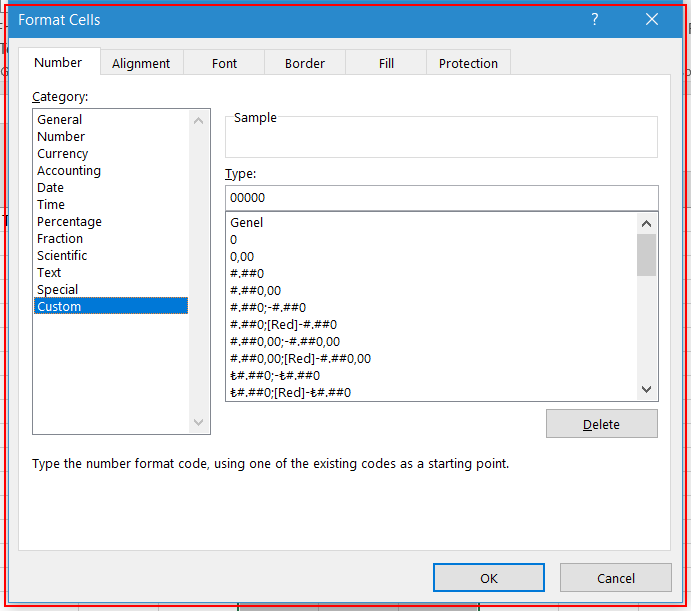 Format Cells
?
Number
Alignment
Font
Border
Fill
Protection
Category:
General
Number
Currency
Accounting
Date
Time
Percentage
Fraction
Scientific
Text
Special
Custom
Sample
Type:
00000
Genel
0
0,00
#.##0
#.##0,00
#.##0;-#.##0
#.##0;[Red]-#.##0
#.##0,00;-#.##0,00
#.##0,00;[Red]-#.##0,00
₺#.##0;-₺#.##0
₺#.##0;[Red]-₺#.##0
Delete
Type the number format code, using one of the existing codes as a starting point.
OK
Cancel